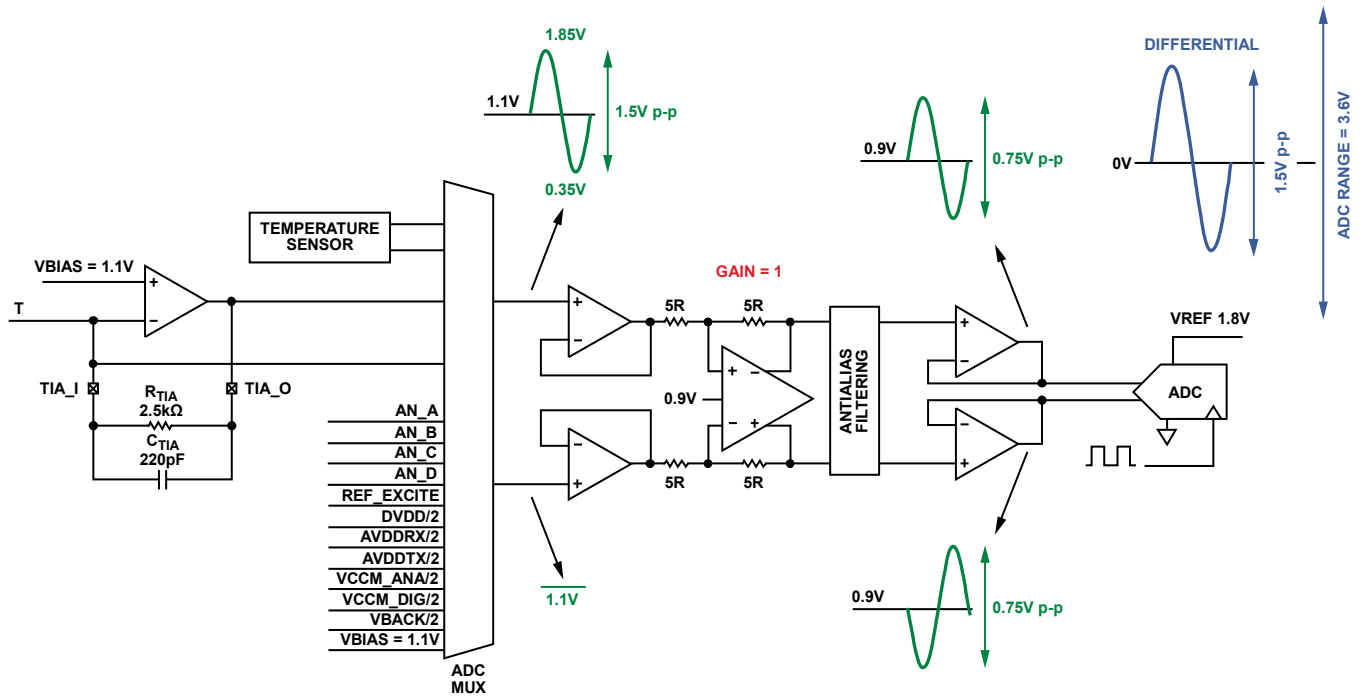 1.85V
1.1V
1.5V p-p
0.35V
0.9V
0.75V p-p
DIFFERENTIAL
0V
1.5V p-p
ADC RANGE = 3.6V
TEMPERATURE
SENSOR
VBIAS = 1.1V
T
TIA_I
TIA_O
RTIA
2.5kΩ
CTIA
220pF
AN_A
AN_B
AN_C
AN_D
REF_EXCITE
DVDD/2
AVDDRX/2
AVDDTX/2
VCCM_ANA/2
VCCM_DIG/2
VBACK/2
VBIAS = 1.1V
ADC
MUX
1.1V
+
−
+
−
−
+
GAIN = 1
5R
5R
0.9V
+
−
−
+
5R
5R
ANTIALIAS
FILTERING
+
−
−
+
VREF 1.8V
ADC
0.9V
0.75V p-p